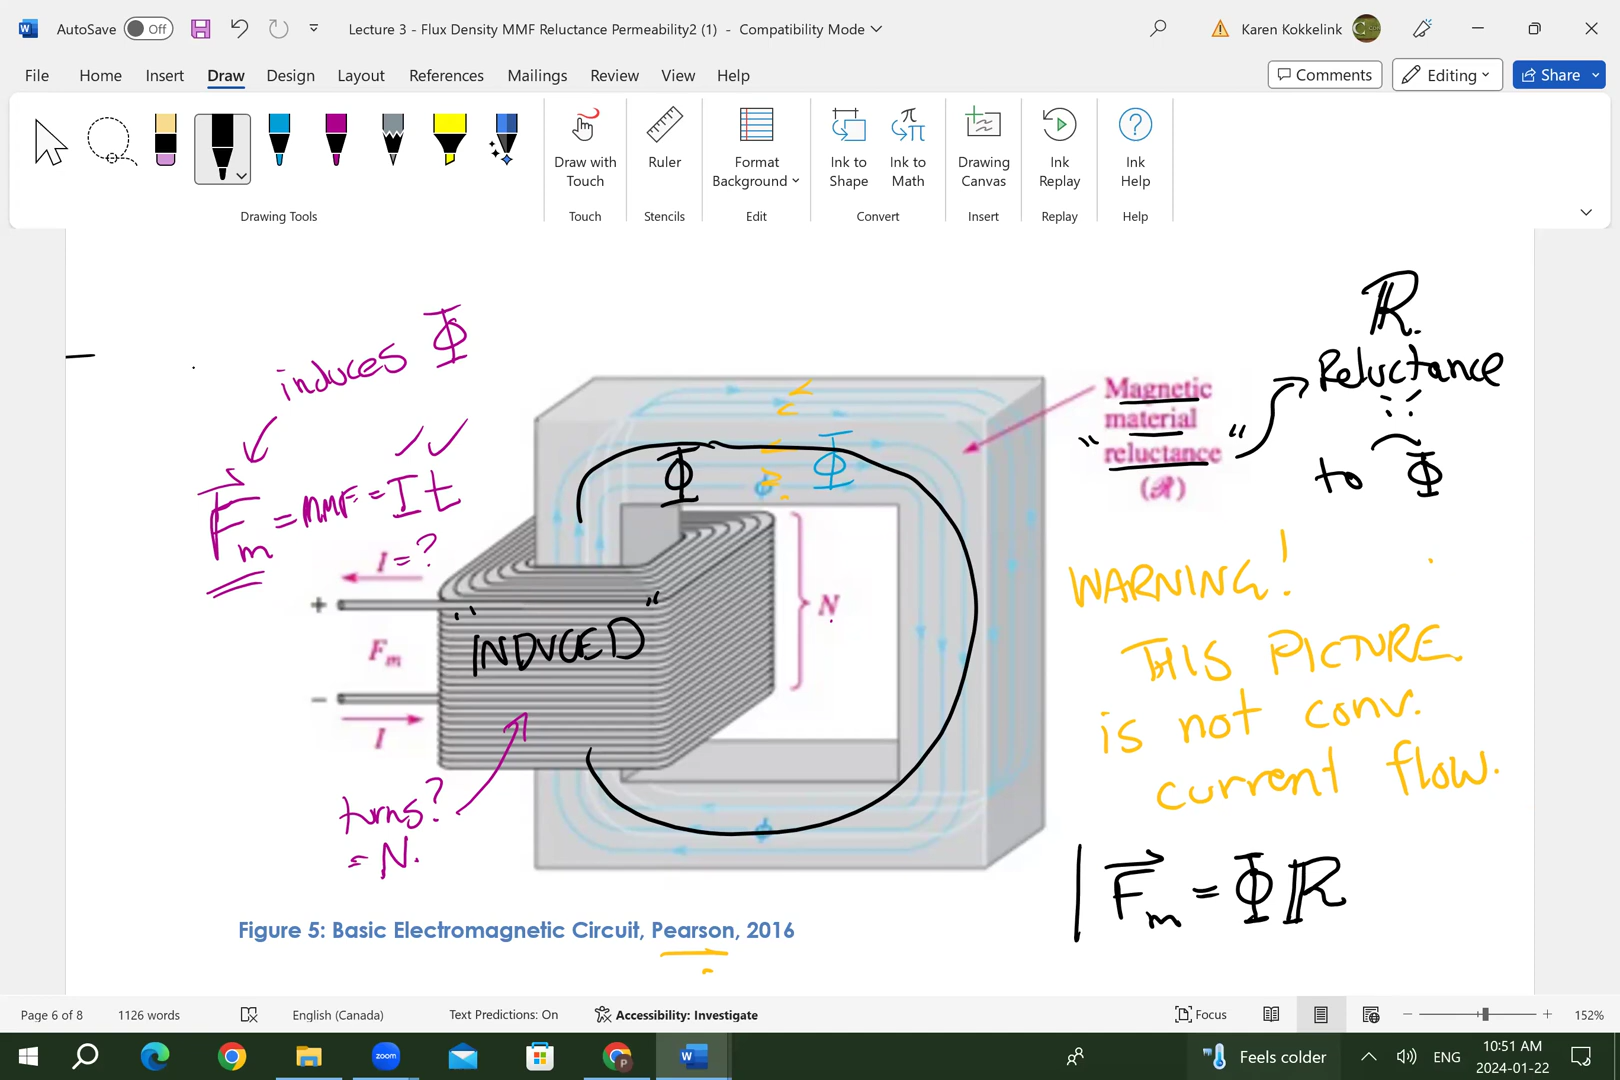 AutoSave Off Lecture 3 - Flux Density MMF Reluctance Permeability2 (1) - Compatibility Mode Karen Kokkelink
File Home Insert Draw Design Layout References Mailings Review View Help Comments Editing Share
Draw with Touch
Ruler
Format Background
Ink to Shape
Ink to Math
Drawing Canvas
Ink Replay
Ink Help
Drawing Tools Touch Stencils Edit Convert Insert Replay Help
induces Φ
Fm = MMF = I t
I = ?
I
+
Fm
-
I
turns?
= N.
"INDUCED"
Φ Φ
ϕ
N
ϕ
Magnetic
material
"reluctance"
(ℛ)
ℝ
Reluctance
to Φ
WARNING!
THIS PICTURE
is not conv.
current flow.
Fm = Φ ℝ
Figure 5: Basic Electromagnetic Circuit, Pearson, 2016
Page 6 of 8 1126 words English (Canada) Text Predictions: On Accessibility: Investigate Focus 152%
zoom Feels colder ENG 10:51 AM
2024-01-22